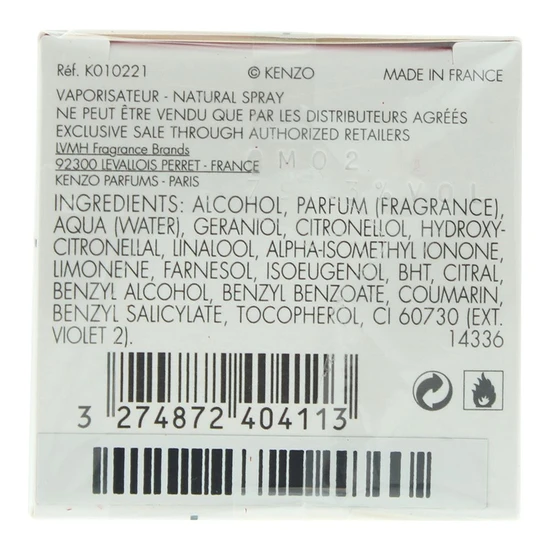 Réf. K010221 © KENZO MADE IN FRANCE
VAPORISATEUR - NATURAL SPRAY
NE PEUT ÊTRE VENDU QUE PAR LES DISTRIBUTEURS AGRÉÉS
EXCLUSIVE SALE THROUGH AUTHORIZED RETAILERS
LVMH Fragrance Brands
92300 LEVALLOIS PERRET - FRANCE
KENZO PARFUMS - PARIS
INGREDIENTS: ALCOHOL, PARFUM (FRAGRANCE),
AQUA (WATER), GERANIOL, CITRONELLOL, HYDROXY-
CITRONELLAL, LINALOOL, ALPHA-ISOMETHYL IONONE,
LIMONENE, FARNESOL, ISOEUGENOL, BHT, CITRAL,
BENZYL ALCOHOL, BENZYL BENZOATE, COUMARIN,
BENZYL SALICYLATE, TOCOPHEROL, CI 60730 (EXT.
VIOLET 2). 14336
3 274872 404113